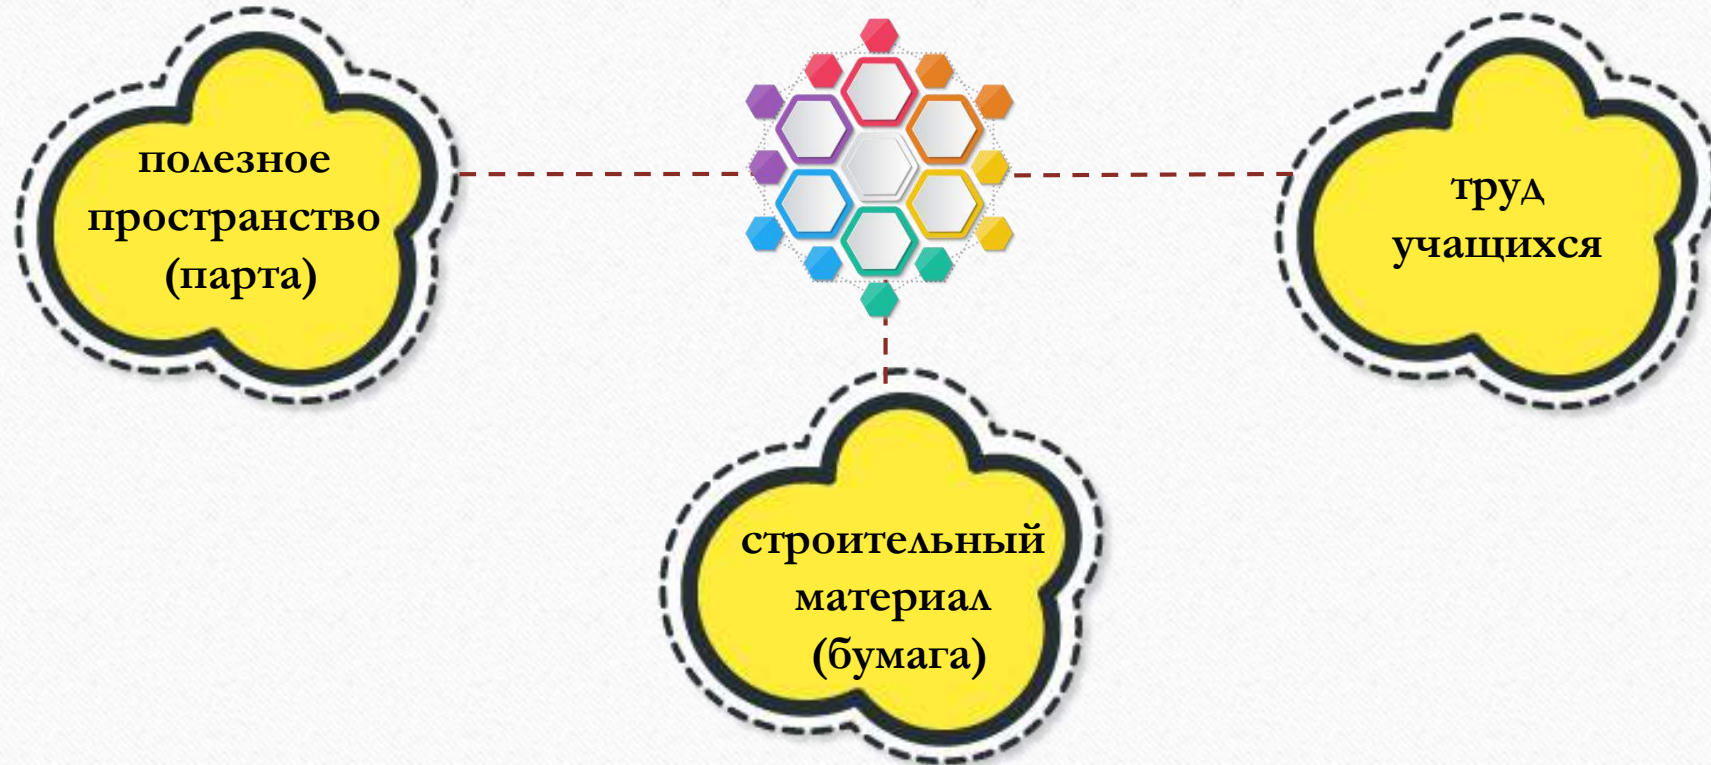 полезное
пространство
(парта)
труд
учащихся
строительный
материал
(бумага)